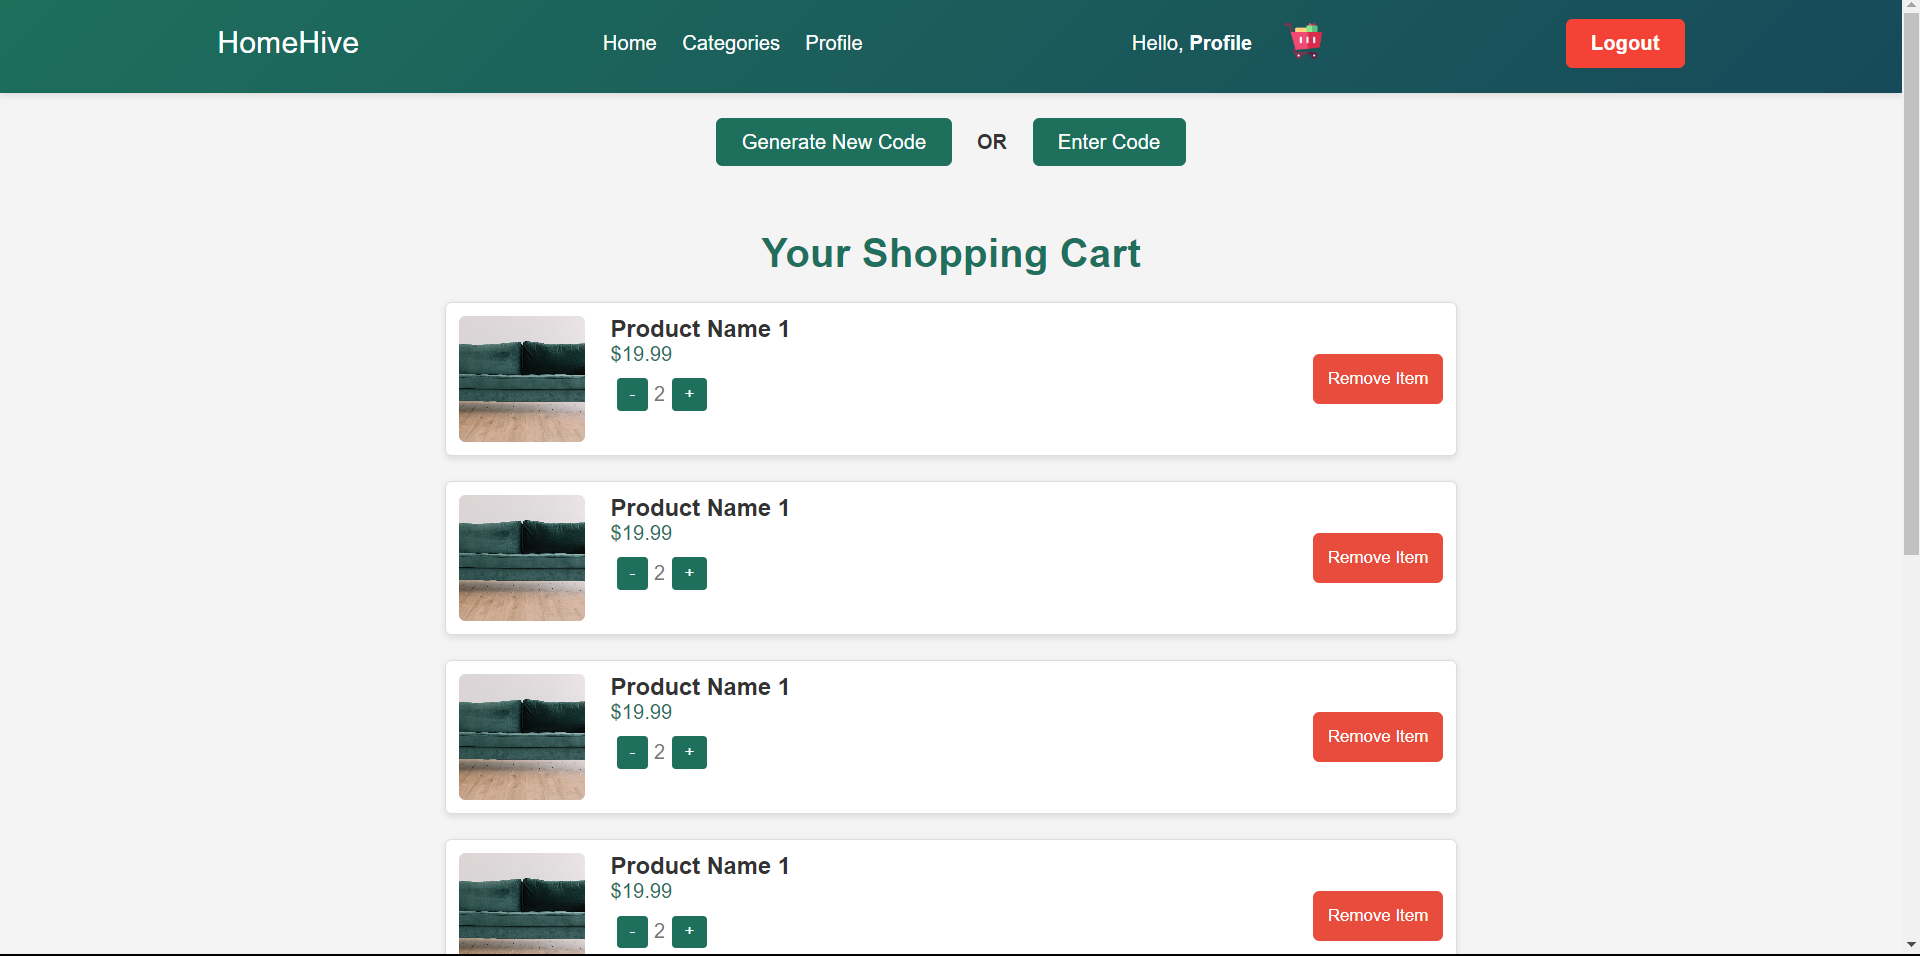 HomeHive
Home Categories Profile
Hello, Profile
Logout
Generate New Code OR Enter Code
Your Shopping Cart
Product Name 1
$19.99
- 2 +
Remove Item
Product Name 1
$19.99
- 2 +
Remove Item
Product Name 1
$19.99
- 2 +
Remove Item
Product Name 1
$19.99
- 2 +
Remove Item